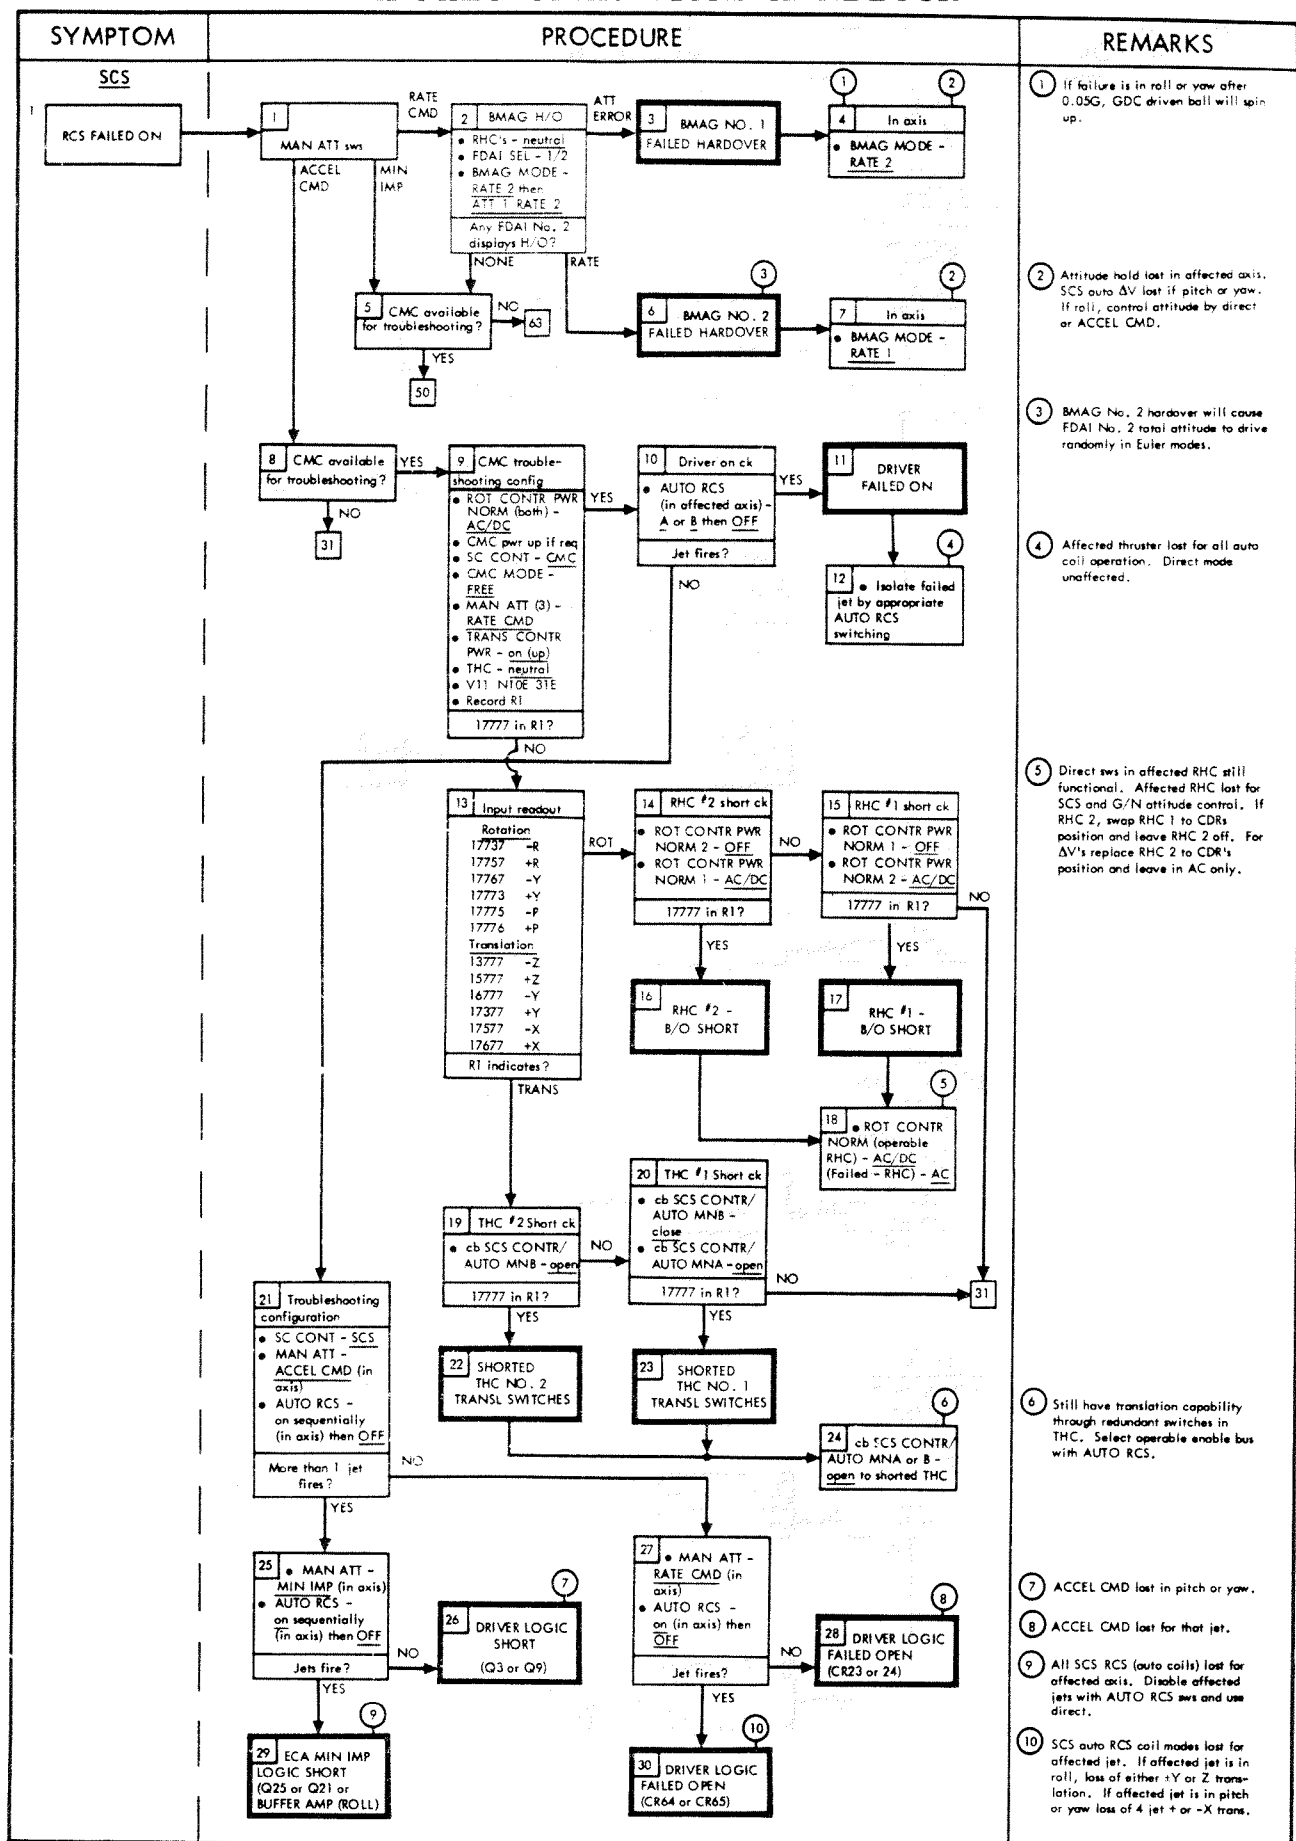 SYMPTOM
PROCEDURE
REMARKS
SCS
1
RCS FAILED ON
1
MAN ATT sws
RATE
CMD
ACCEL
CMD
MIN
IMP
2 BMAG H/O
• RHC's - neutral
• FDAI SEL - 1/2
• BMAG MODE -
RATE 2 then
ATT 1 RATE 2
Any FDAI No. 2
displays H/O?
ATT
ERROR
NONE
RATE
3 BMAG NO. 1
FAILED HARDOVER
1
2
4 In axis
• BMAG MODE -
RATE 2
5 CMC available
for troubleshooting?
NO
63
YES
50
3
6 BMAG NO. 2
FAILED HARDOVER
2
7 In axis
• BMAG MODE -
RATE 1
8 CMC available
for troubleshooting?
YES
NO
31
9 CMC trouble-
shooting config
• ROT CONTR PWR
NORM (both) -
AC/DC
• CMC pwr up if req
• SC CONT - CMC
• CMC MODE -
FREE
• MAN ATT (3) -
RATE CMD
• TRANS CONTR
PWR - on (up)
• THC - neutral
• V11 N10E 31E
• Record R1
17777 in R1?
YES
NO
10 Driver on ck
• AUTO RCS
(in affected axis) -
A or B then OFF
Jet fires?
YES
NO
11
DRIVER
FAILED ON
4
12 • Isolate failed
jet by appropriate
AUTO RCS
switching
13 Input readout
Rotation
17737 -R
17757 +R
17767 -Y
17773 +Y
17775 -P
17776 +P
Translation
13777 -Z
15777 +Z
16777 -Y
17377 +Y
17577 -X
17677 +X
R1 indicates?
ROT
TRANS
14 RHC #2 short ck
• ROT CONTR PWR
NORM 2 - OFF
• ROT CONTR PWR
NORM 1 - AC/DC
17777 in R1?
NO
YES
15 RHC #1 short ck
• ROT CONTR PWR
NORM 1 - OFF
• ROT CONTR PWR
NORM 2 - AC/DC
17777 in R1?
NO
YES
16
RHC #2 -
B/O SHORT
17
RHC #1 -
B/O SHORT
5
18 • ROT CONTR
NORM (operable
RHC) - AC/DC
(Failed - RHC) - AC
19 THC #2 Short ck
• cb SCS CONTR/
AUTO MNB - open
17777 in R1?
NO
YES
20 THC #1 Short ck
• cb SCS CONTR/
AUTO MNB -
close
• cb SCS CONTR/
AUTO MNA - open
17777 in R1?
NO
31
YES
21 Troubleshooting
configuration
• SC CONT - SCS
• MAN ATT -
ACCEL CMD (in
axis)
• AUTO RCS -
on sequentially
(in axis) then OFF
More than 1 jet
fires?
NO
YES
22 SHORTED
THC NO. 2
TRANSL SWITCHES
23 SHORTED
THC NO. 1
TRANSL SWITCHES
6
24 cb SCS CONTR/
AUTO MNA or B -
open to shorted THC
25 • MAN ATT -
MIN IMP (in axis)
• AUTO RCS -
on sequentially
(in axis) then OFF
Jets fire?
NO
YES
7
26 DRIVER LOGIC
SHORT
(Q3 or Q9)
27 • MAN ATT -
RATE CMD (in
axis)
• AUTO RCS -
on (in axis) then
OFF
Jet fires?
NO
YES
8
28 DRIVER LOGIC
FAILED OPEN
(CR23 or 24)
9
29 ECA MIN IMP
LOGIC SHORT
(Q25 or Q21 or
BUFFER AMP (ROLL)
10
30 DRIVER LOGIC
FAILED OPEN
(CR64 or CR65)
1 If failure is in roll or yaw after
0.05G, GDC driven ball will spin
up.
2 Attitude hold lost in affected axis.
SCS auto ΔV lost if pitch or yaw.
If roll, control attitude by direct
or ACCEL CMD.
3 BMAG No. 2 hardover will cause
FDAI No. 2 total attitude to drive
randomly in Euler modes.
4 Affected thruster lost for all auto
coil operation. Direct mode
unaffected.
5 Direct sws in affected RHC still
functional. Affected RHC lost for
SCS and G/N attitude control. If
RHC 2, swap RHC 1 to CDRs
position and leave RHC 2 off. For
ΔV's replace RHC 2 to CDR's
position and leave in AC only.
6 Still have translation capability
through redundant switches in
THC. Select operable enable bus
with AUTO RCS.
7 ACCEL CMD lost in pitch or yaw.
8 ACCEL CMD lost for that jet.
9 All SCS RCS (auto coils) lost for
affected axis. Disable affected
jets with AUTO RCS sws and use
direct.
10 SCS auto RCS coil modes lost for
affected jet. If affected jet is in
roll, loss of either +Y or Z trans-
lation. If affected jet is in pitch
or yaw loss of 4 jet + or -X trans.